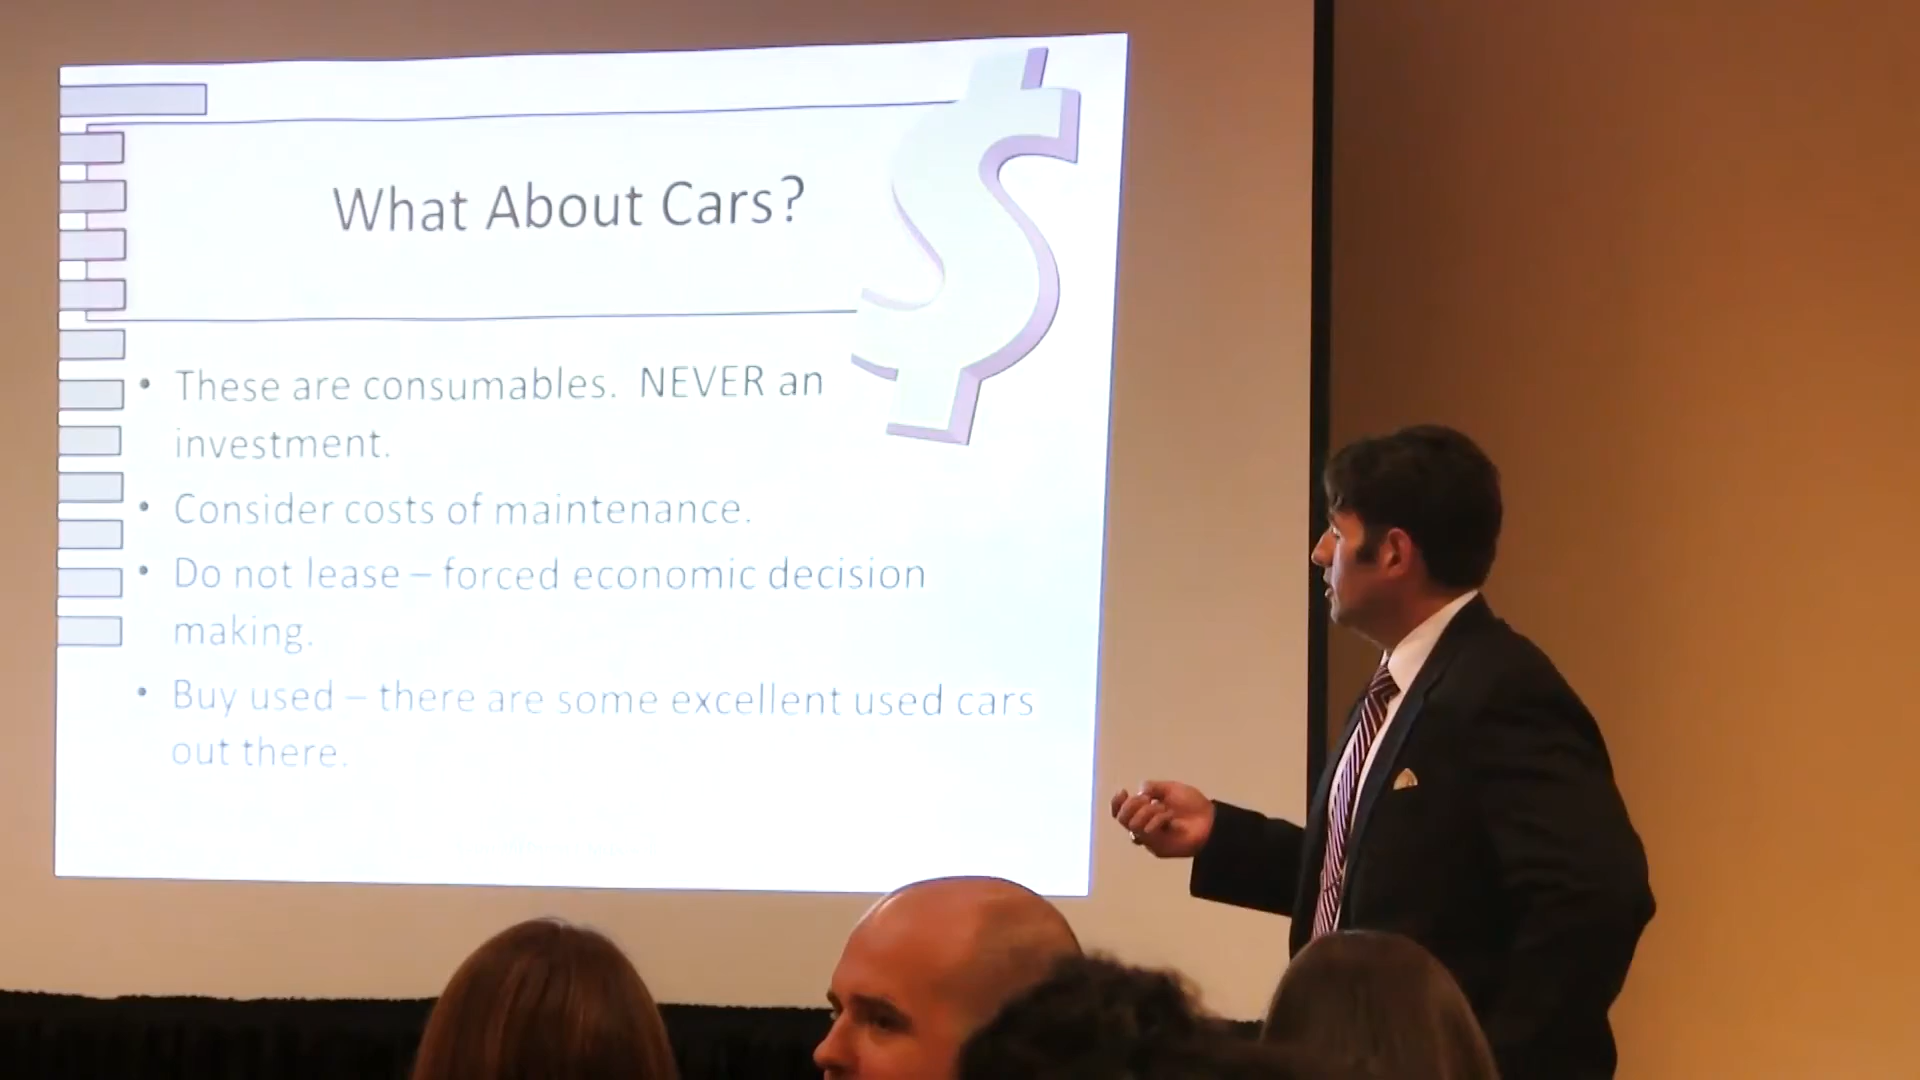 What About Cars?
• These are consumables. NEVER an
investment.
• Consider costs of maintenance.
• Do not lease – forced economic decision
making.
• Buy used – there are some excellent used cars
out there.